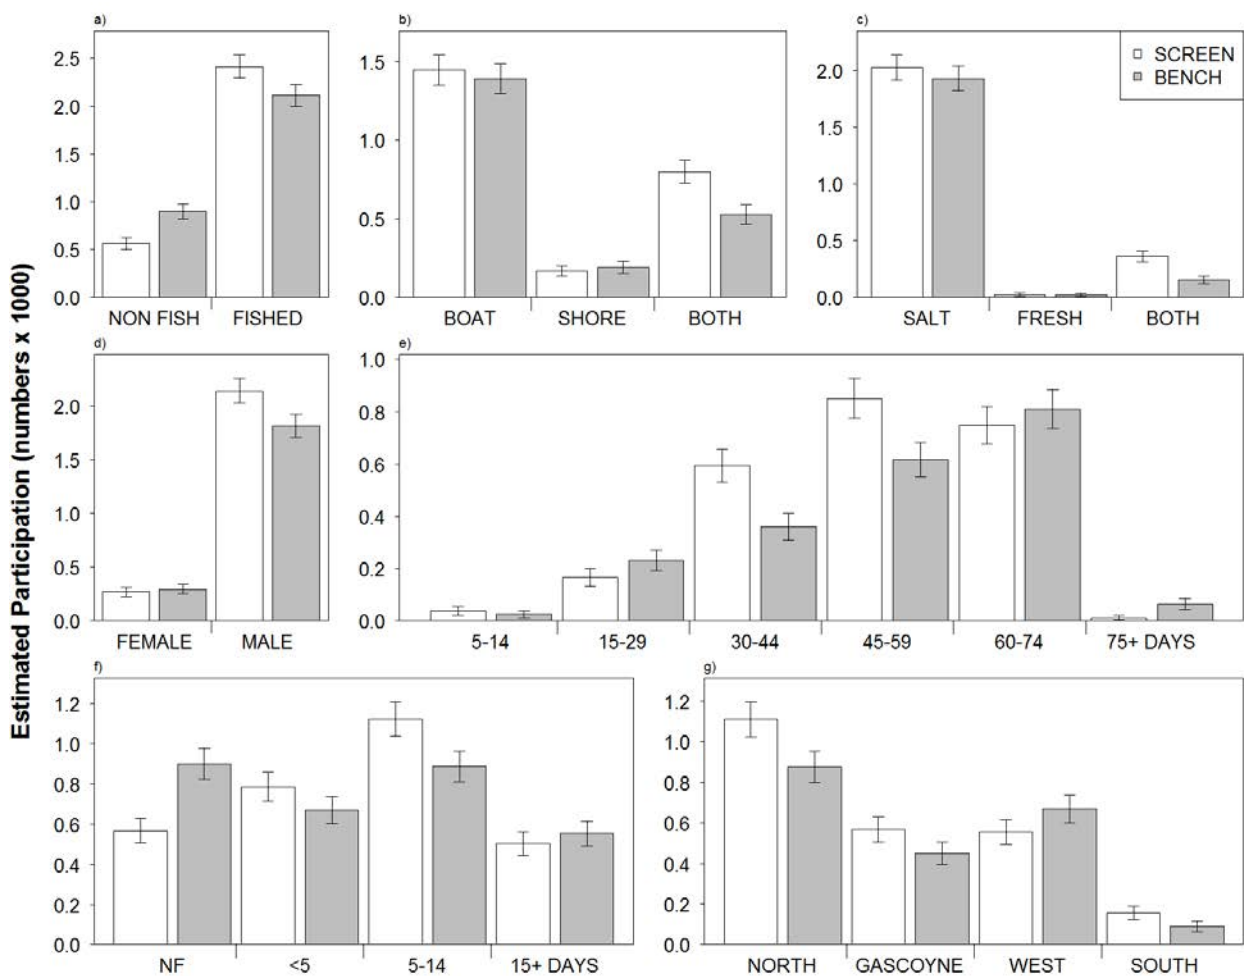 a)
b)
c)
2.5
2.0
1.5
1.0
0.5
0.0
NON FISH FISHED
1.5
1.0
0.5
0.0
BOAT SHORE BOTH
SCREEN
BENCH
2.0
1.5
1.0
0.5
0.0
SALT FRESH BOTH
Estimated Participation (numbers x 1000)
d)
e)
2.0
1.5
1.0
0.5
0.0
FEMALE MALE
1.0
0.8
0.6
0.4
0.2
0.0
5-14 15-29 30-44 45-59 60-74 75+ DAYS
f)
g)
1.2
1.0
0.8
0.6
0.4
0.2
0.0
NF <5 5-14 15+ DAYS
1.2
1.0
0.8
0.6
0.4
0.2
0.0
NORTH GASCOYNE WEST SOUTH